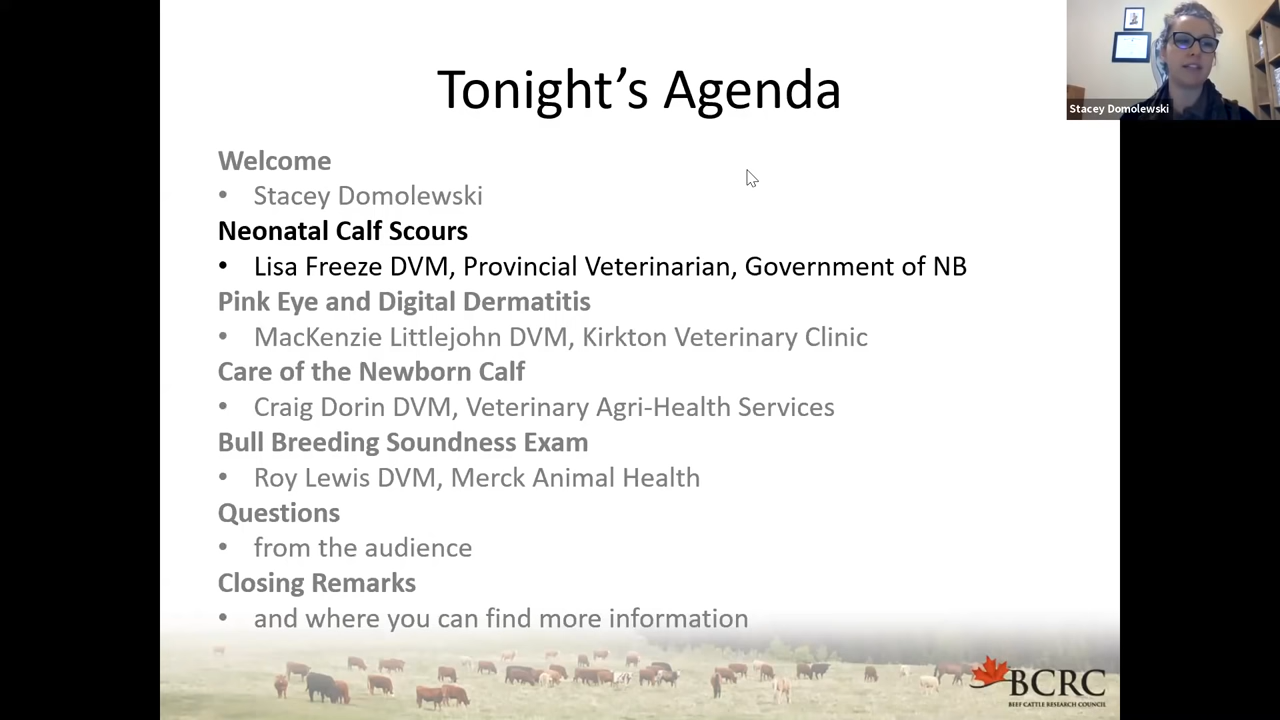 Tonight's Agenda
Stacey Domolewski
Welcome
• Stacey Domolewski
Neonatal Calf Scours
• Lisa Freeze DVM, Provincial Veterinarian, Government of NB
Pink Eye and Digital Dermatitis
• MacKenzie Littlejohn DVM, Kirkton Veterinary Clinic
Care of the Newborn Calf
• Craig Dorin DVM, Veterinary Agri-Health Services
Bull Breeding Soundness Exam
• Roy Lewis DVM, Merck Animal Health
Questions
• from the audience
Closing Remarks
• and where you can find more information
BCRC
BEEF CATTLE RESEARCH COUNCIL